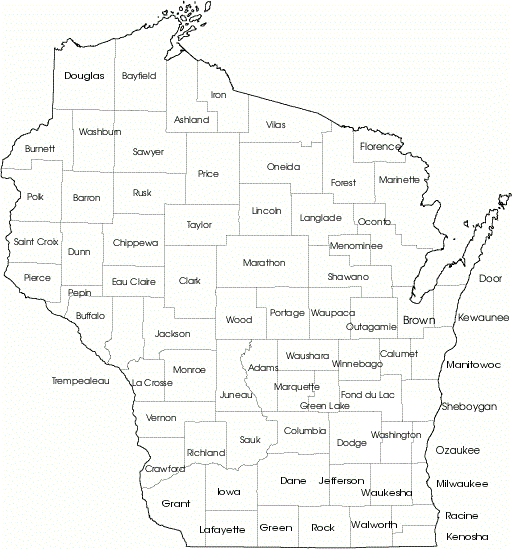 Douglas
Bayfield
Iron
Ashland
Vilas
Washburn
Burnett
Sawyer
Florence
Oneida
Price
Forest
Marinette
Polk
Barron
Rusk
Lincoln
Langlade
Oconto
Taylor
Saint Croix
Dunn
Chippewa
Menominee
Marathon
Pierce
Eau Claire
Clark
Shawano
Door
Pepin
Buffalo
Wood
Portage
Waupaca
Outagamie
Brown
Kewaunee
Jackson
Waushara
Winnebago
Calumet
Manitowoc
Adams
Monroe
Trempealeau
La Crosse
Juneau
Marquette
Green Lake
Fond du Lac
Sheboygan
Vernon
Columbia
Sauk
Dodge
Washington
Richland
Ozaukee
Crawford
Dane
Jefferson
Waukesha
Milwaukee
Iowa
Grant
Racine
Lafayette
Green
Rock
Walworth
Kenosha